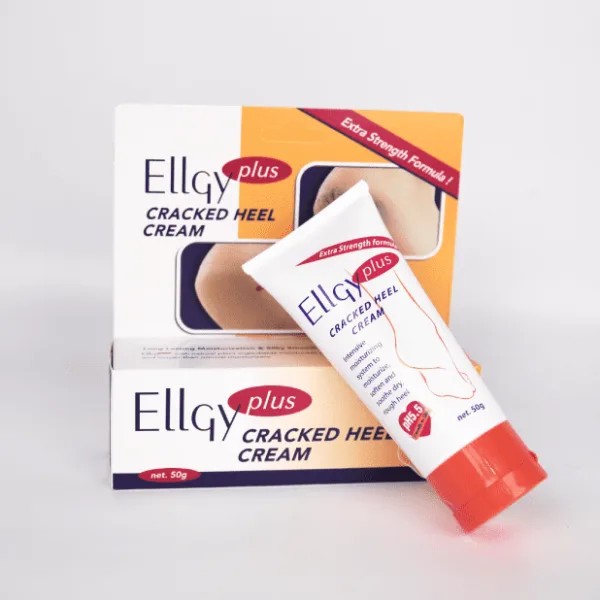 Extra Strength Formula !
Ellgy plus
CRACKED HEEL
CREAM
Ellgy plus
CRACKED HEEL
CREAM
net. 50g
Extra Strength Formula
Ellgy plus
CRACKED HEEL
CREAM
Intensive
moisturizing
system to
moisturize,
soften and
soothe dry,
rough heel
pH5.5
net. 50g